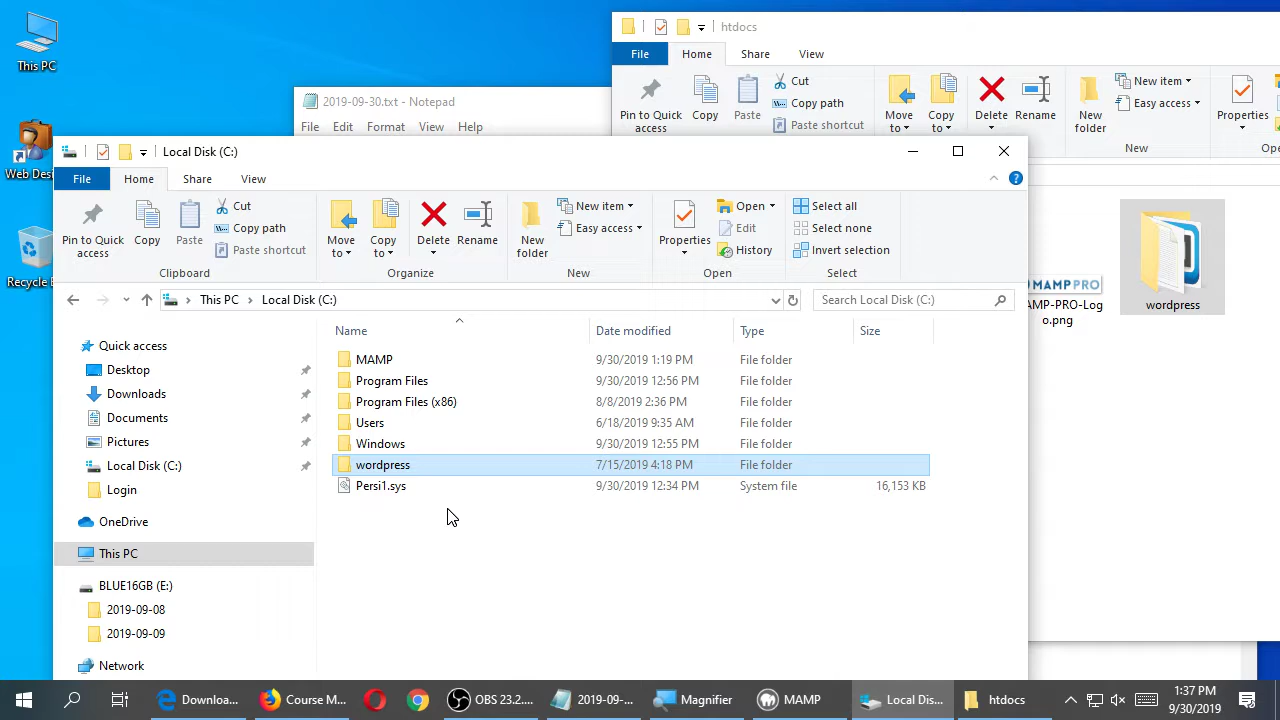 This PC
Web Desi
Recycle B
htdocs
File
Home
Share
View
Pin to Quick access
Copy
Paste
Cut
Copy path
Paste shortcut
Move to
Copy to
Delete
Rename
New folder
New item
Easy access
New
Properties
Ope
MAMP PRO
AMP-PRO-Log
o.png
wordpress
2019-09-30.txt - Notepad
File Edit Format View Help
Local Disk (C:)
File
Home
Share
View
Pin to Quick access
Copy
Paste
Cut
Copy path
Paste shortcut
Clipboard
Move to
Copy to
Delete
Rename
Organize
New folder
New item
Easy access
New
Properties
Open
Edit
History
Open
Select all
Select none
Invert selection
Select
This PC > Local Disk (C:)
Search Local Disk (C:)
Quick access
Desktop
Downloads
Documents
Pictures
Local Disk (C:)
Login
OneDrive
This PC
BLUE16GB (E:)
2019-09-08
2019-09-09
Network
Name Date modified Type Size
MAMP 9/30/2019 1:19 PM File folder
Program Files 9/30/2019 12:56 PM File folder
Program Files (x86) 8/8/2019 2:36 PM File folder
Users 6/18/2019 9:35 AM File folder
Windows 9/30/2019 12:55 PM File folder
wordpress 7/15/2019 4:18 PM File folder
Persi1.sys 9/30/2019 12:34 PM System file 16,153 KB
Downloa...
Course M...
OBS 23.2....
2019-09-...
Magnifier
MAMP
Local Dis...
htdocs
1:37 PM
9/30/2019